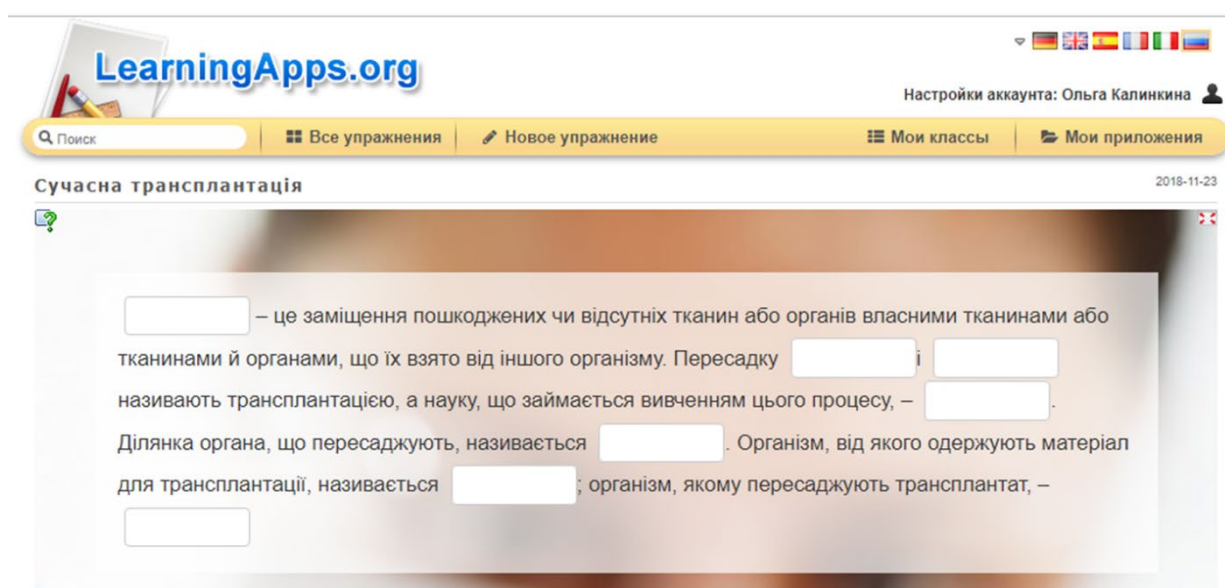 LearningApps.org
Настройки аккаунта: Ольга Калинкина
Поиск
Все упражнения
Новое упражнение
Мои классы
Мои приложения
Сучасна трансплантація
2018-11-23
– це заміщення пошкоджених чи відсутніх тканин або органів власними тканинами або
тканинами й органами, що їх взято від іншого організму. Пересадку і
називають трансплантацією, а науку, що займається вивченням цього процесу, – .
Ділянка органа, що пересаджують, називається . Організм, від якого одержують матеріал
для трансплантації, називається ; організм, якому пересаджують трансплантат, –